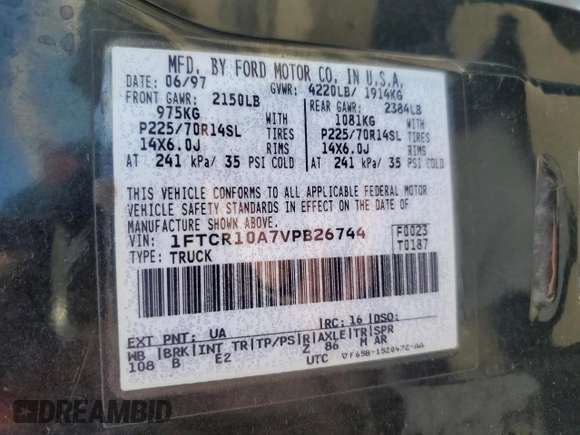 MFD. BY FORD MOTOR CO. IN U.S.A.
DATE: 06/97 GVWR: 4220LB/ 1914KG
FRONT GAWR: 2150LB REAR GAWR: 2384LB
975KG WITH 1081KG WITH
P225/70R14SL TIRES P225/70R14SL TIRES
14X6.0J RIMS 14X6.0J RIMS
AT 241 kPa/ 35 PSI COLD AT 241 kPa/ 35 PSI COLD
THIS VEHICLE CONFORMS TO ALL APPLICABLE FEDERAL MOTOR
VEHICLE SAFETY STANDARDS IN EFFECT ON THE DATE OF
MANUFACTURE SHOWN ABOVE.
VIN: 1FTCR10A7VPB26744 F0023
TYPE: TRUCK T0187
EXT PNT: UA RC: 16 DSO:
WB BRK INT TR TP/PS R AXLE TR SPR
108 B E2 Z 86 M AR
UTC F65B-1520472-AA
DREAMBID